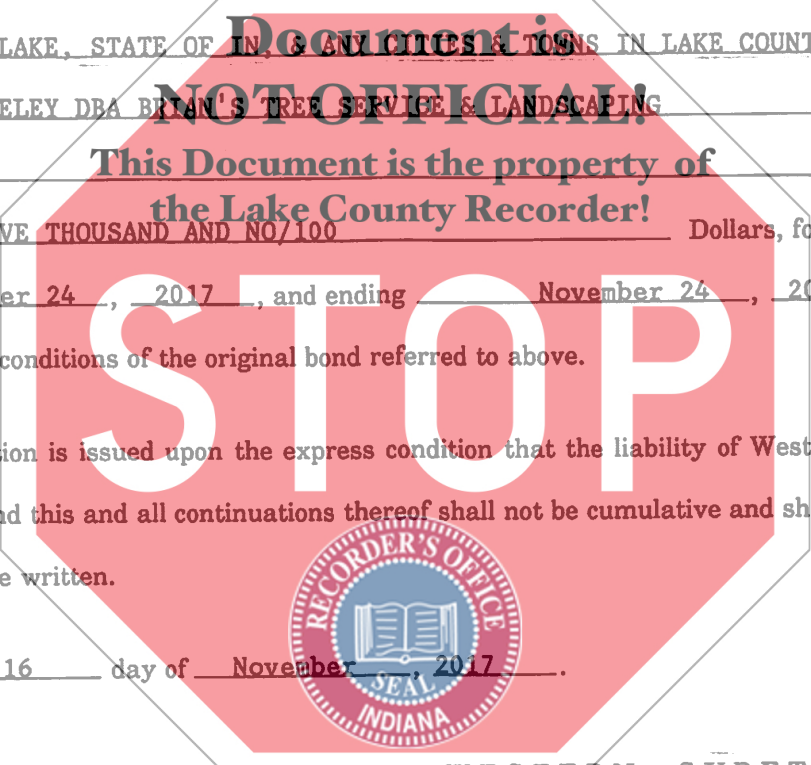 Document is
LAKE, STATE OF IN, & ANY CITIES & TOWNS IN LAKE COUNT
NOT OFFICIAL!
ELEY DBA BRIAN'S TREE SERVICE & LANDSCAPING
This Document is the property of
the Lake County Recorder!
VE THOUSAND AND NO/100 Dollars, fo
er 24, 2017, and ending November 24, 20
STOP
conditions of the original bond referred to above.
ion is issued upon the express condition that the liability of West
nd this and all continuations thereof shall not be cumulative and sh
e written.
RECORDER'S OFFICE
16 day of November, 2017.
SEAL
INDIANA